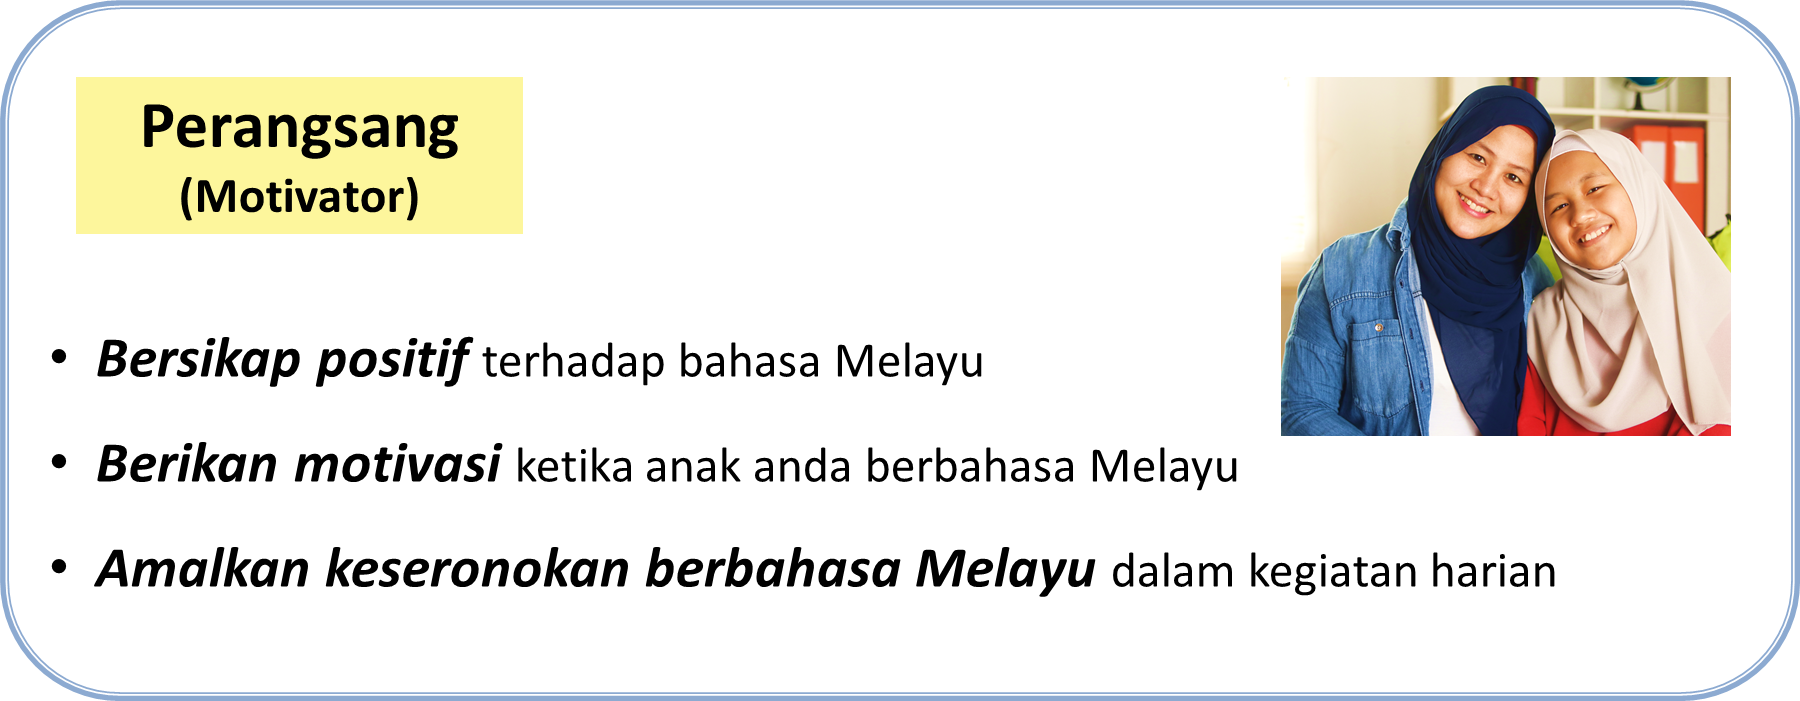 Perangsang
(Motivator)
• Bersikap positif terhadap bahasa Melayu
• Berikan motivasi ketika anak anda berbahasa Melayu
• Amalkan keseronokan berbahasa Melayu dalam kegiatan harian